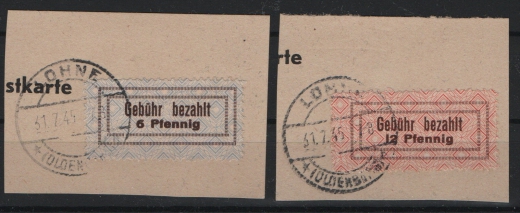 LOHNE
stkarte
Gebühr bezahlt
6 Pfennig
31.7.45
(OLDENB
rte
LOHNE
Gebühr bezahlt
12 Pfennig
31.7.45
(OLDENB